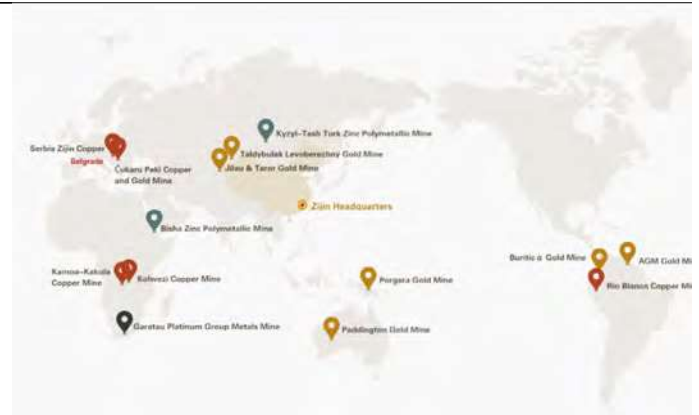 Kyzyl-Tash Turk Zinc Polymetallic Mine
Serbia Zijin Copper
Belgrade
Taldybulak Levoberezhny Gold Mine
Čukaru Peki Copper
and Gold Mine
Jilau & Taror Gold Mine
Zijin Headquarters
Bisha Zinc Polymetallic Mine
Buritic á Gold Mine
AGM Gold Mi
Kamoa-Kakula
Copper Mine
Kolwezi Copper Mine
Porgera Gold Mine
Rio Blanco Copper Mi
Garatau Platinum Group Metals Mine
Paddington Gold Mine